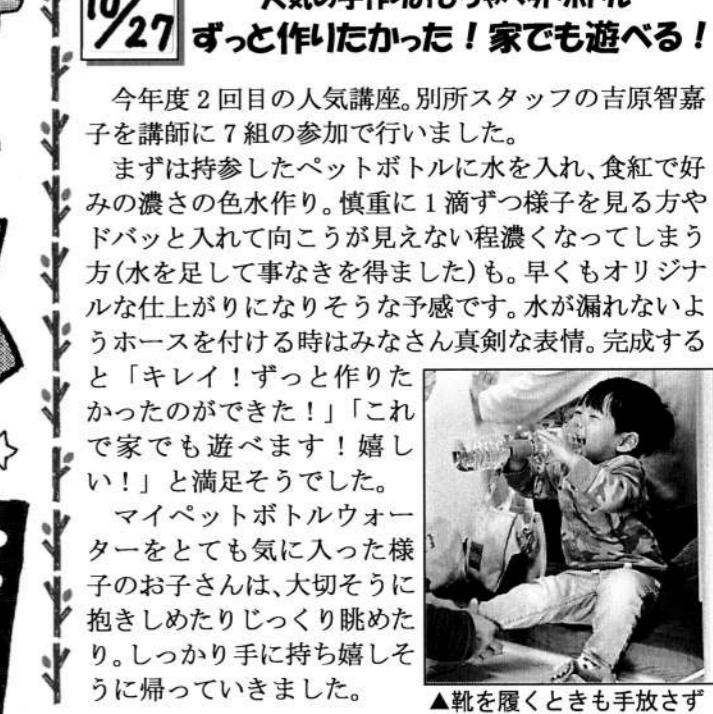 10/27
ずっと作りたかった！家でも遊べる！
今年度2回目の人気講座。別所スタッフの吉原智嘉
子を講師に7組の参加で行いました。
まずは持参したペットボトルに水を入れ、食紅で好
みの濃さの色水作り。慎重に1滴ずつ様子を見る方や
ドバッと入れて向こうが見えない程濃くなってしまう
方(水を足して事なきを得ました)も。早くもオリジナ
ルな仕上がりになりそうな予感です。水が漏れないよ
うホースを付ける時はみなさん真剣な表情。完成する
と「キレイ！ずっと作りた
かったのができた！」「これ
で家でも遊べます！嬉し
い！」と満足そうでした。
マイペットボトルウォー
ターをとても気に入った様
子のお子さんは、大切そうに
抱きしめたりじっくり眺めた
り。しっかり手に持ち嬉しそ
うに帰っていきました。
▲靴を履くときも手放さず